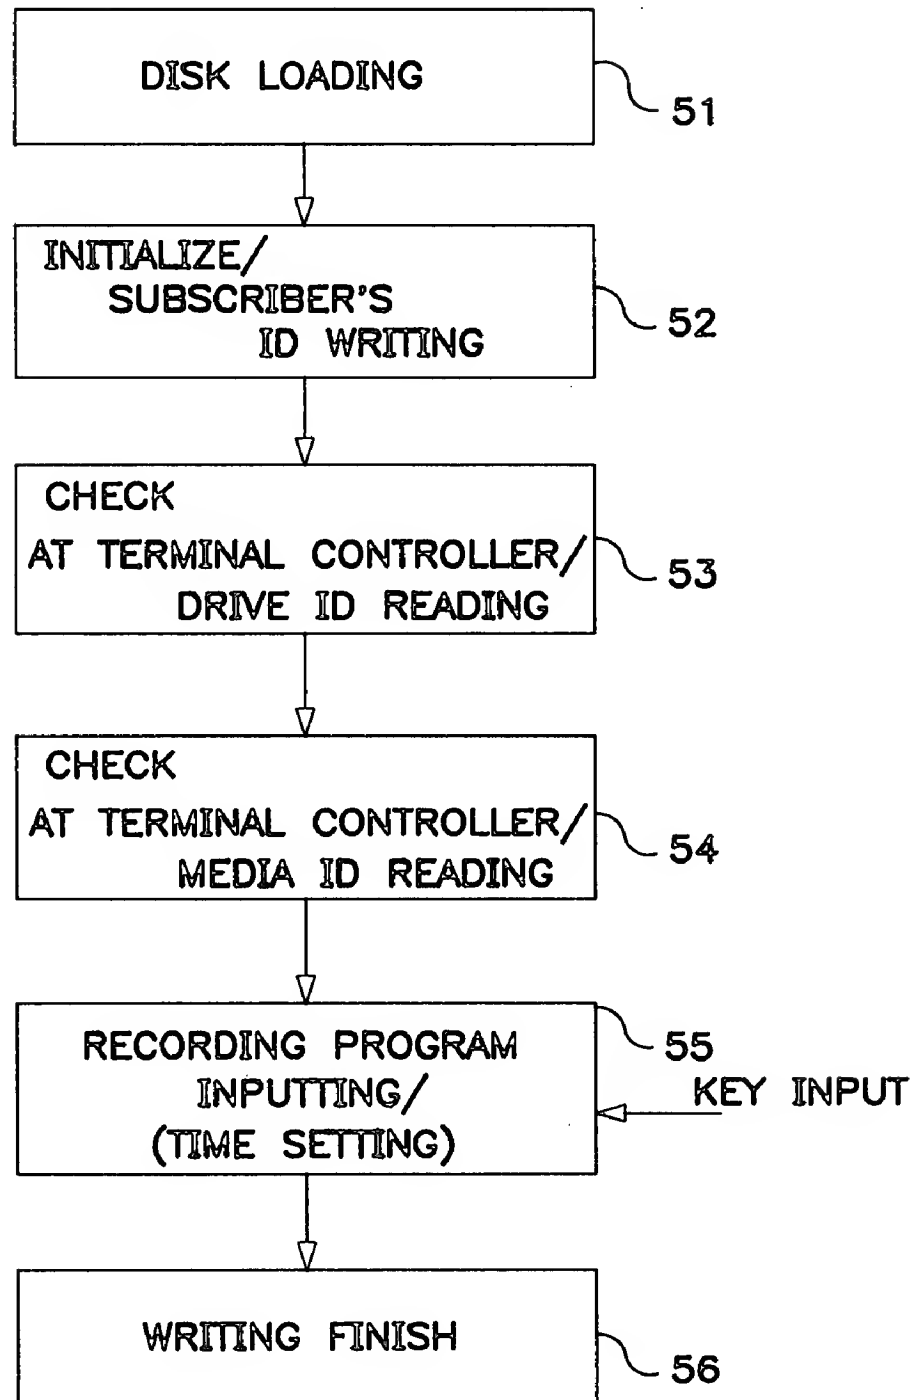 DISK LOADING
51
INITIALIZE/
SUBSCRIBER'S
ID WRITING
52
CHECK
AT TERMINAL CONTROLLER/
DRIVE ID READING
53
CHECK
AT TERMINAL CONTROLLER/
MEDIA ID READING
54
RECORDING PROGRAM
INPUTTING/
(TIME SETTING)
55
KEY INPUT
WRITING FINISH
56